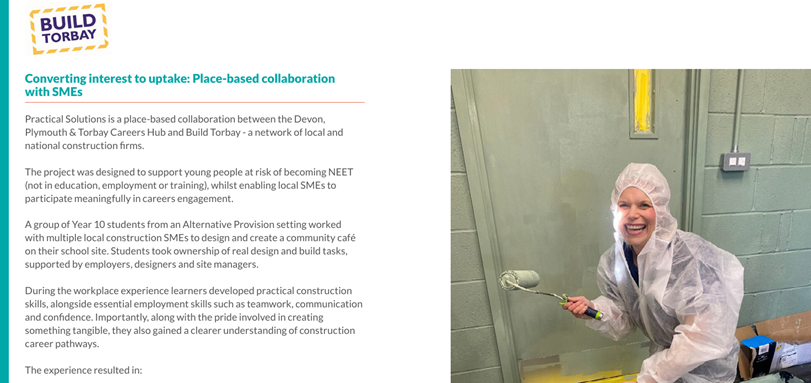 BUILD
TORBAY
Converting interest to uptake: Place-based collaboration
with SMEs
Practical Solutions is a place-based collaboration between the Devon,
Plymouth & Torbay Careers Hub and Build Torbay - a network of local and
national construction firms.
The project was designed to support young people at risk of becoming NEET
(not in education, employment or training), whilst enabling local SMEs to
participate meaningfully in careers engagement.
A group of Year 10 students from an Alternative Provision setting worked
with multiple local construction SMEs to design and create a community café
on their school site. Students took ownership of real design and build tasks,
supported by employers, designers and site managers.
During the workplace experience learners developed practical construction
skills, alongside essential employment skills such as teamwork, communication
and confidence. Importantly, along with the pride involved in creating
something tangible, they also gained a clearer understanding of construction
career pathways.
The experience resulted in: